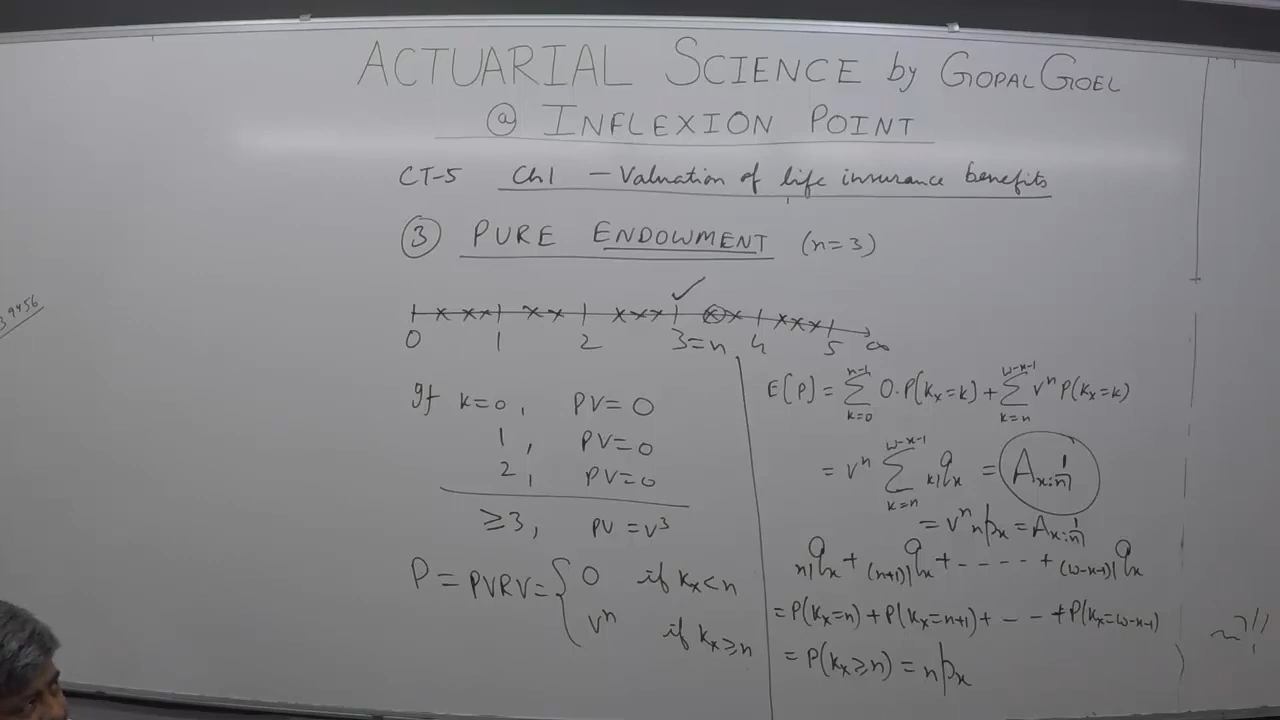 ACTUARIAL SCIENCE by GOPAL GOEL
@ INFLEXION POINT
CT-5 Ch1 – Valuation of life insurance benefits
③ PURE ENDOWMENT (n=3)
✓
0 1 2 3=n 4 5 ∞
If k=0, PV=0
1, PV=0
2, PV=0
≥3, PV=v³
P = PVRV = { 0 if Kₓ<n
vⁿ if Kₓ≥n
E(P) = Σ_{k=0}^{n-1} 0·P(Kₓ=k) + Σ_{k=n}^{ω-x-1} vⁿ P(Kₓ=k)
= vⁿ Σ_{k=n}^{ω-x-1} k|qₓ = A_{x:n̅|}^{1}
= vⁿ ₙpₓ = A_{x:n̅|}^{1}
n|qₓ + (n+1)|qₓ + - - - - + (ω-x-1)|qₓ
= P(Kₓ=n) + P(Kₓ=n+1) + - - + P(Kₓ=ω-x-1)
= P(Kₓ≥n) = ₙpₓ
39456